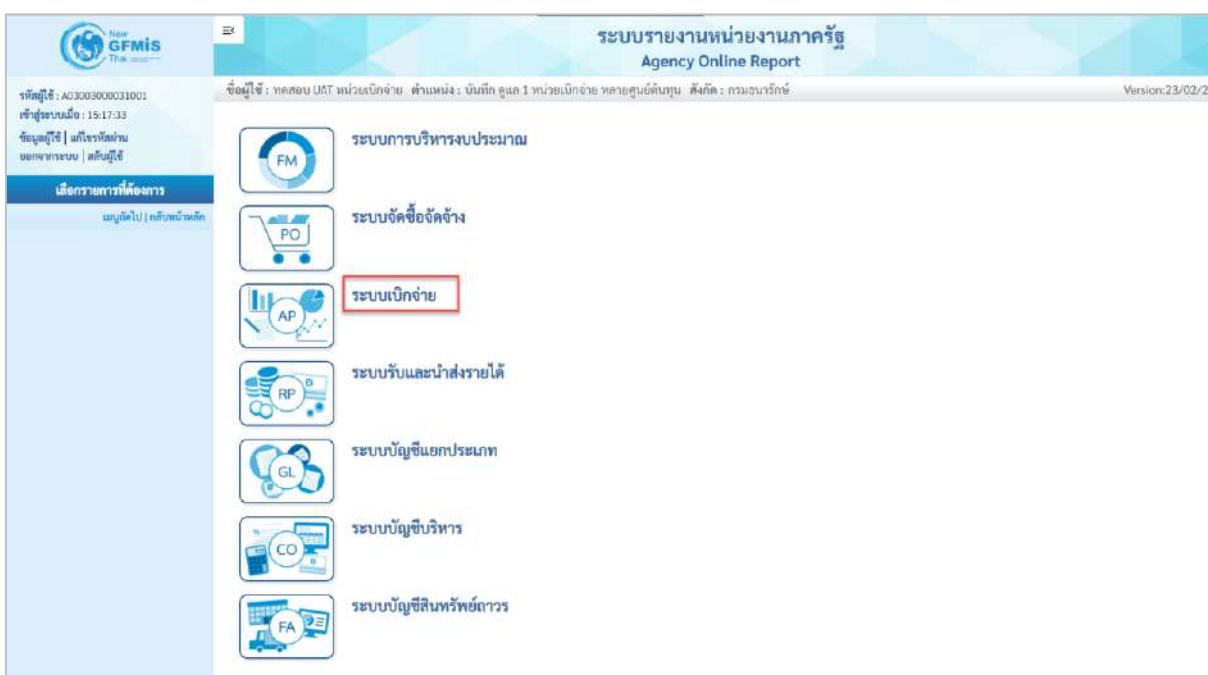 New
GFMiS
Thai
ระบบรายงานหน่วยงานภาครัฐ
Agency Online Report
รหัสผู้ใช้ : A03003000031001
เข้าสู่ระบบเมื่อ : 15:17:33
ข้อมูลผู้ใช้ | แก้ไขรหัสผ่าน
ออกจากระบบ | สลับผู้ใช้
ชื่อผู้ใช้ : ทดสอบ UAT หน่วยเบิกจ่าย ตำแหน่ง : บันทึก ดูแล 1 หน่วยเบิกจ่าย หลายศูนย์ต้นทุน สังกัด : กรมธนารักษ์
Version:23/02/2
เลือกรายการที่ต้องการ
เมนูถัดไป | กลับหน้าหลัก
FM
ระบบการบริหารงบประมาณ
PO
ระบบจัดซื้อจัดจ้าง
AP
ระบบเบิกจ่าย
RP
ระบบรับและนำส่งรายได้
GL
ระบบบัญชีแยกประเภท
CO
ระบบบัญชีบริหาร
FA
ระบบบัญชีสินทรัพย์ถาวร